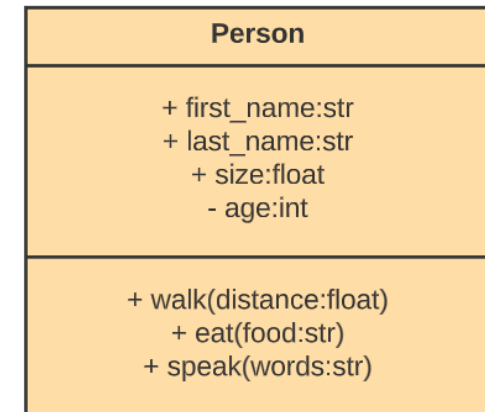 Person
+ first_name:str
+ last_name:str
+ size:float
- age:int
+ walk(distance:float)
+ eat(food:str)
+ speak(words:str)